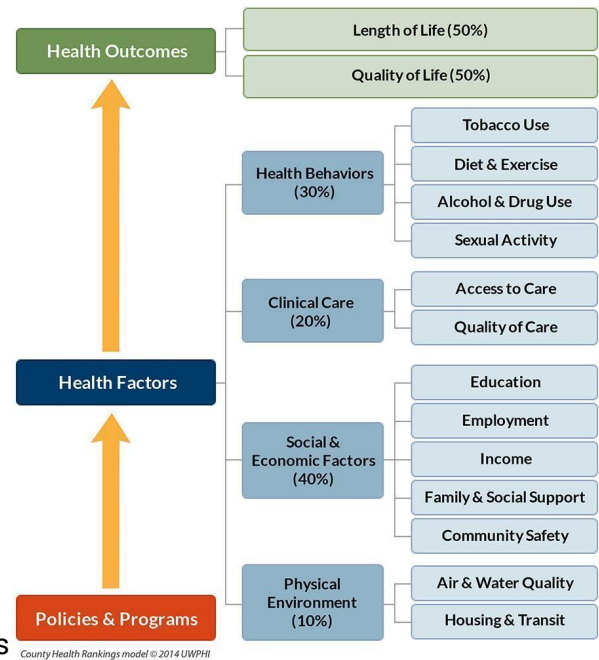 Health Outcomes
Length of Life (50%)
Quality of Life (50%)
Health Factors
Health Behaviors
(30%)
Tobacco Use
Diet & Exercise
Alcohol & Drug Use
Sexual Activity
Clinical Care
(20%)
Access to Care
Quality of Care
Social &
Economic Factors
(40%)
Education
Employment
Income
Family & Social Support
Community Safety
Physical
Environment
(10%)
Air & Water Quality
Housing & Transit
Policies & Programs
s
County Health Rankings model © 2014 UWPHI